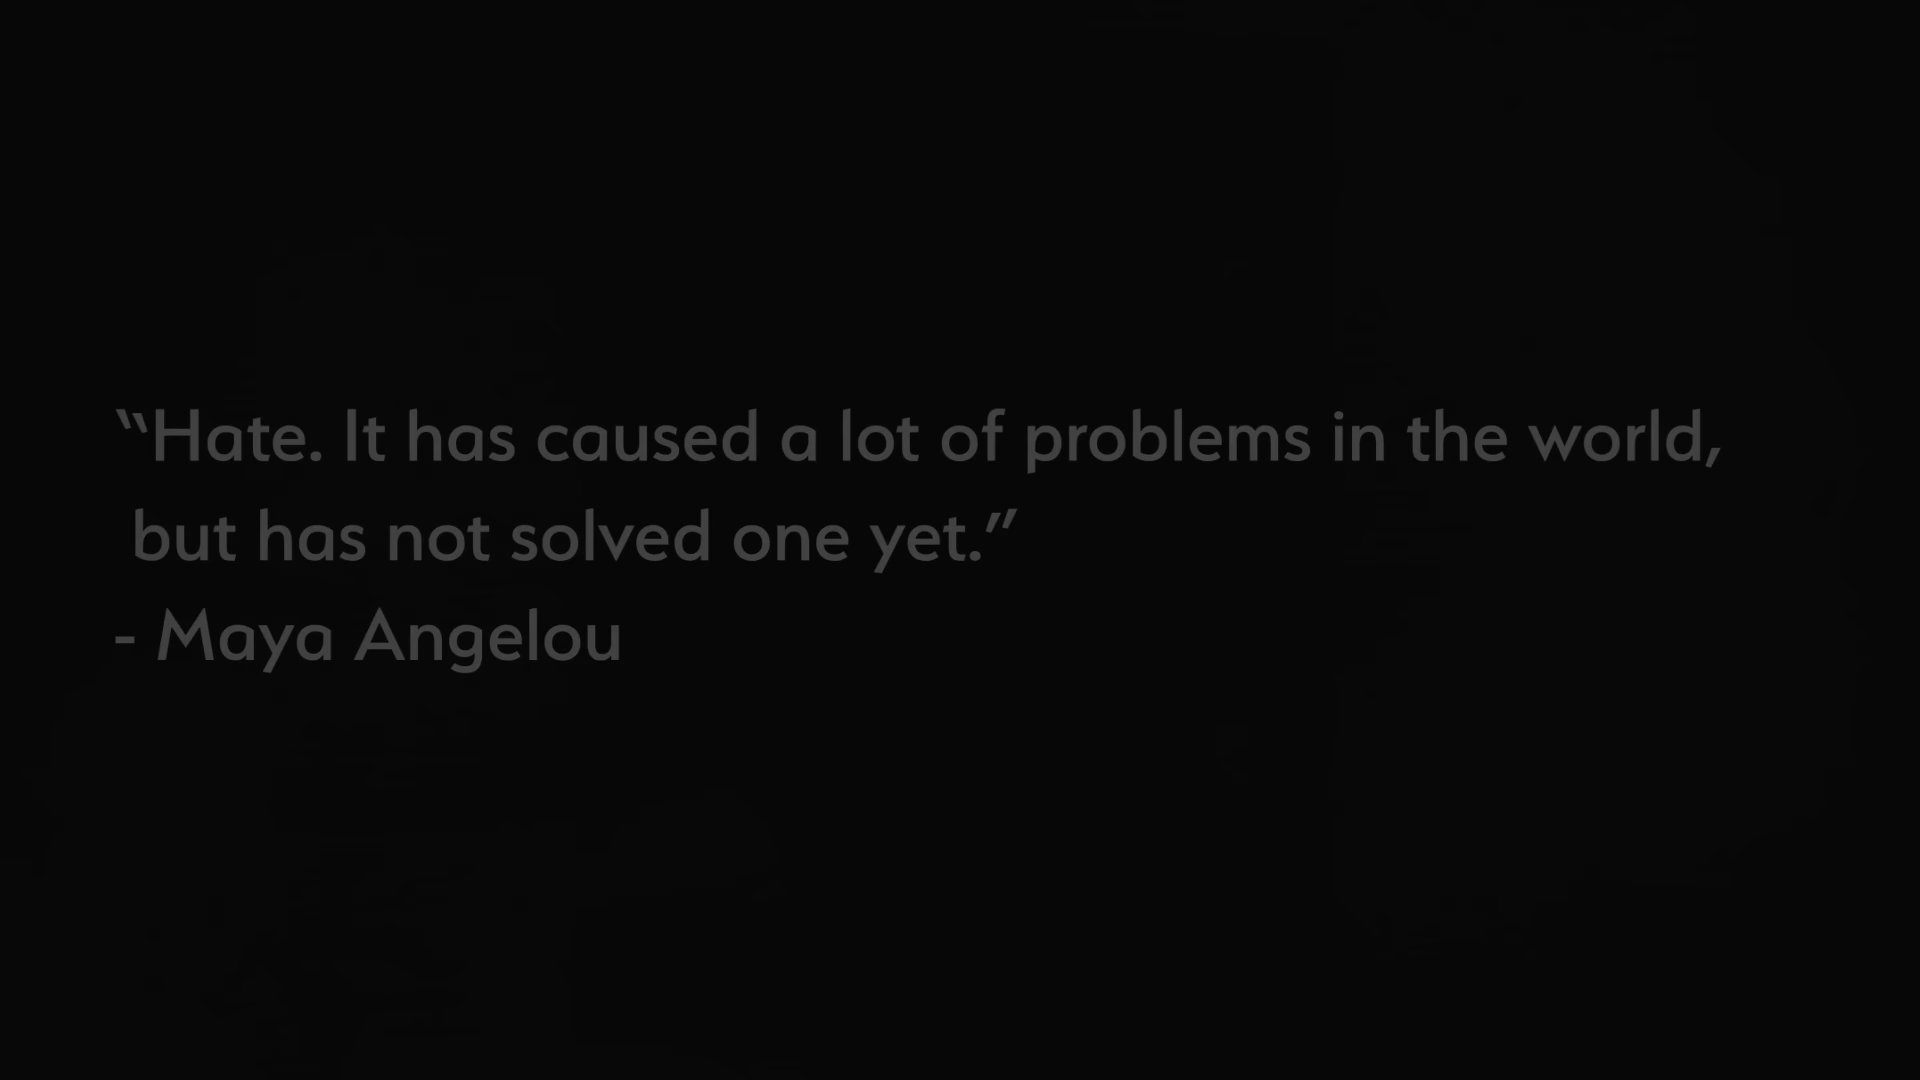 “Hate. It has caused a lot of problems in the world,
but has not solved one yet.”
- Maya Angelou